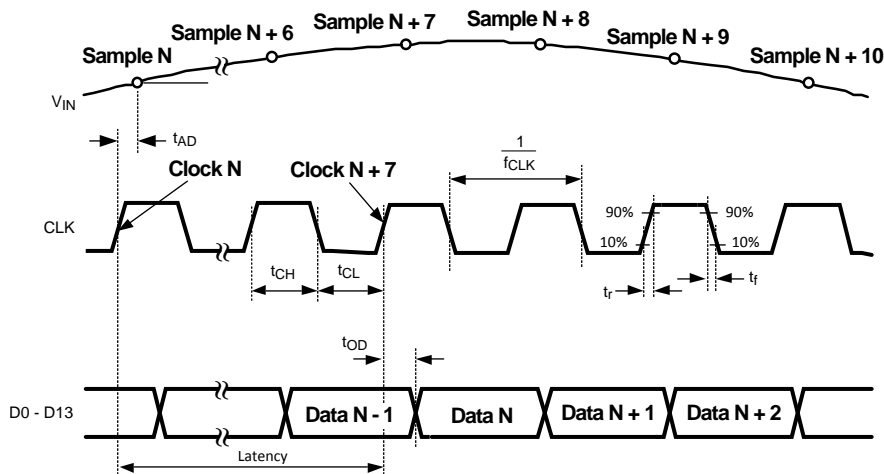 Sample N
Sample N + 6
Sample N + 7
Sample N + 8
Sample N + 9
Sample N + 10
VIN
tAD
Clock N
Clock N + 7
1
fCLK
CLK
90%
90%
10%
10%
tCH
tCL
tr
tf
tOD
D0 - D13
Data N - 1
Data N
Data N + 1
Data N + 2
Latency